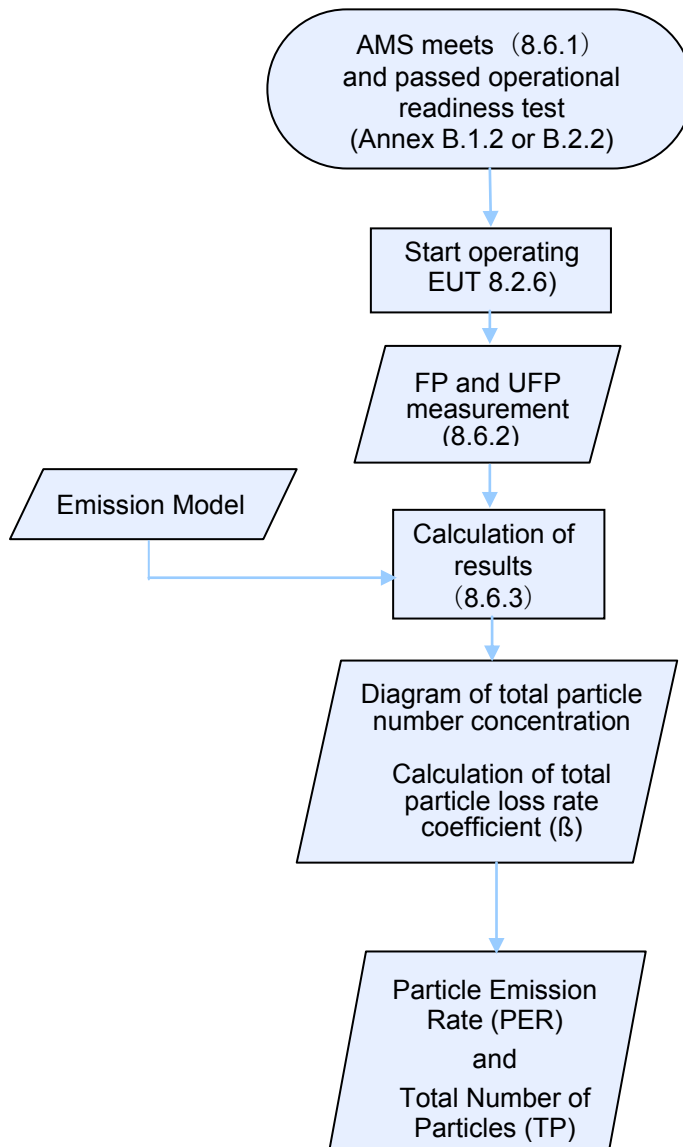 AMS meets（8.6.1）
and passed operational
readiness test
(Annex B.1.2 or B.2.2)
Start operating
EUT 8.2.6)
FP and UFP
measurement
(8.6.2)
Emission Model
Calculation of
results
（8.6.3）
Diagram of total particle
number concentration
Calculation of total
particle loss rate
coefficient (ß)
Particle Emission
Rate (PER)
and
Total Number of
Particles (TP)